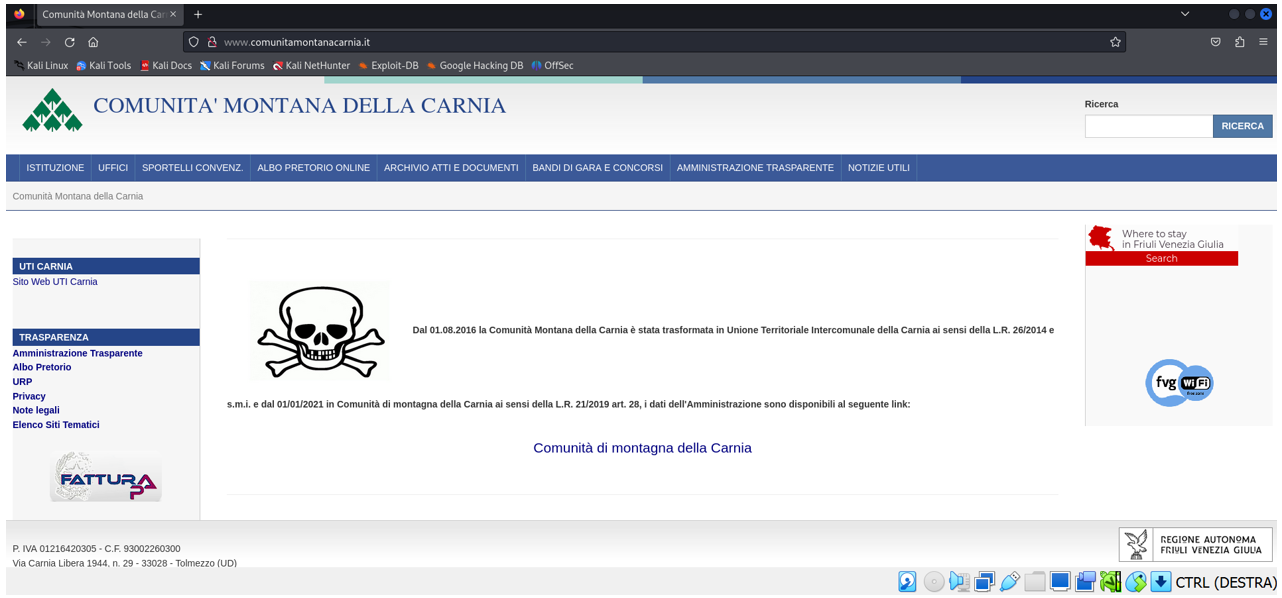 Comunità Montana della Car
www.comunitamontanacarnia.it
Kali Linux Kali Tools Kali Docs Kali Forums Kali NetHunter Exploit-DB Google Hacking DB OffSec
COMUNITA' MONTANA DELLA CARNIA
Ricerca
RICERCA
ISTITUZIONE UFFICI SPORTELLI CONVENZ. ALBO PRETORIO ONLINE ARCHIVIO ATTI E DOCUMENTI BANDI DI GARA E CONCORSI AMMINISTRAZIONE TRASPARENTE NOTIZIE UTILI
Comunità Montana della Carnia
UTI CARNIA
Sito Web UTI Carnia
TRASPARENZA
Amministrazione Trasparente
Albo Pretorio
URP
Privacy
Note legali
Elenco Siti Tematici
FATTURAPA
Dal 01.08.2016 la Comunità Montana della Carnia è stata trasformata in Unione Territoriale Intercomunale della Carnia ai sensi della L.R. 26/2014 e
s.m.i. e dal 01/01/2021 in Comunità di montagna della Carnia ai sensi della L.R. 21/2019 art. 28, i dati dell'Amministrazione sono disponibili al seguente link:
Comunità di montagna della Carnia
Where to stay
in Friuli Venezia Giulia
Search
fvg WiFi
free zone
P. IVA 01216420305 - C.F. 93002260300
Via Carnia Libera 1944, n. 29 - 33028 - Tolmezzo (UD)
REGIONE AUTONOMA
FRIULI VENEZIA GIULIA
CTRL (DESTRA)